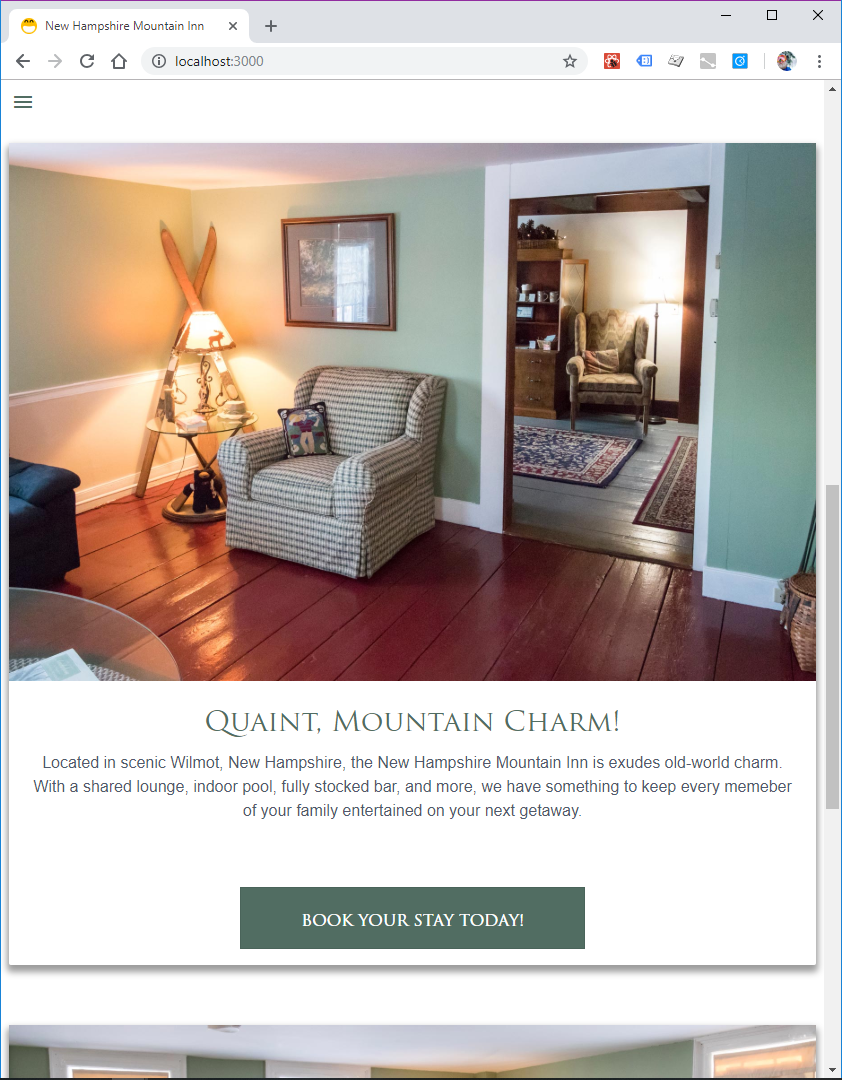 New Hampshire Mountain Inn
localhost:3000
Quaint, Mountain Charm!
Located in scenic Wilmot, New Hampshire, the New Hampshire Mountain Inn is exudes old-world charm.
With a shared lounge, indoor pool, fully stocked bar, and more, we have something to keep every memeber
of your family entertained on your next getaway.
BOOK YOUR STAY TODAY!